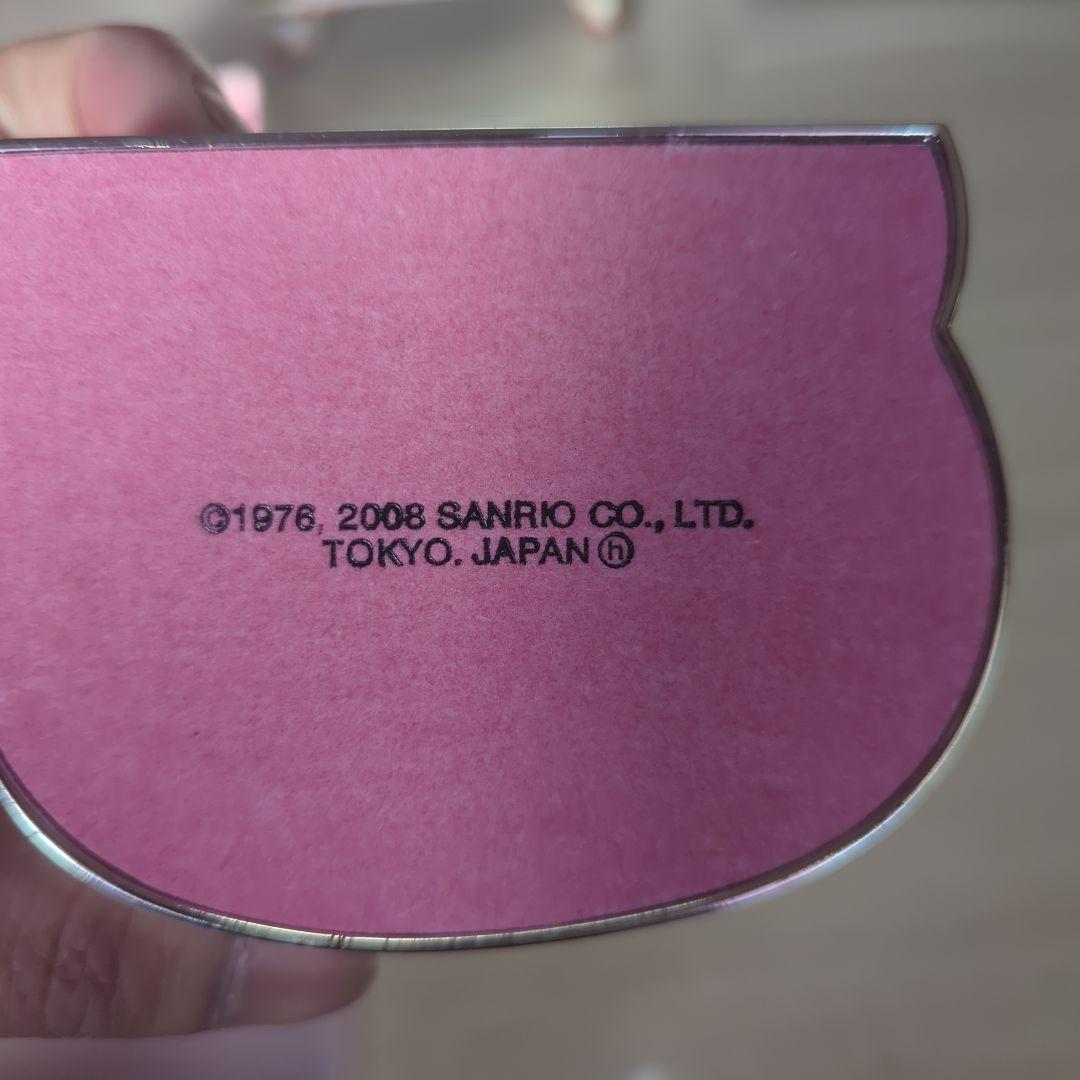 ©1976, 2008 SANRIO CO., LTD.
TOKYO. JAPAN ⓗ